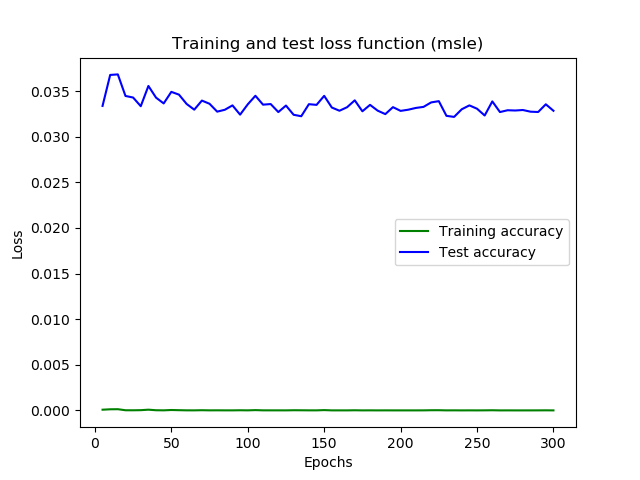 Training and test loss function (msle)
0.035
0.030
0.025
0.020
0.015
0.010
0.005
0.000
Loss
Training accuracy
Test accuracy
0 50 100 150 200 250 300
Epochs